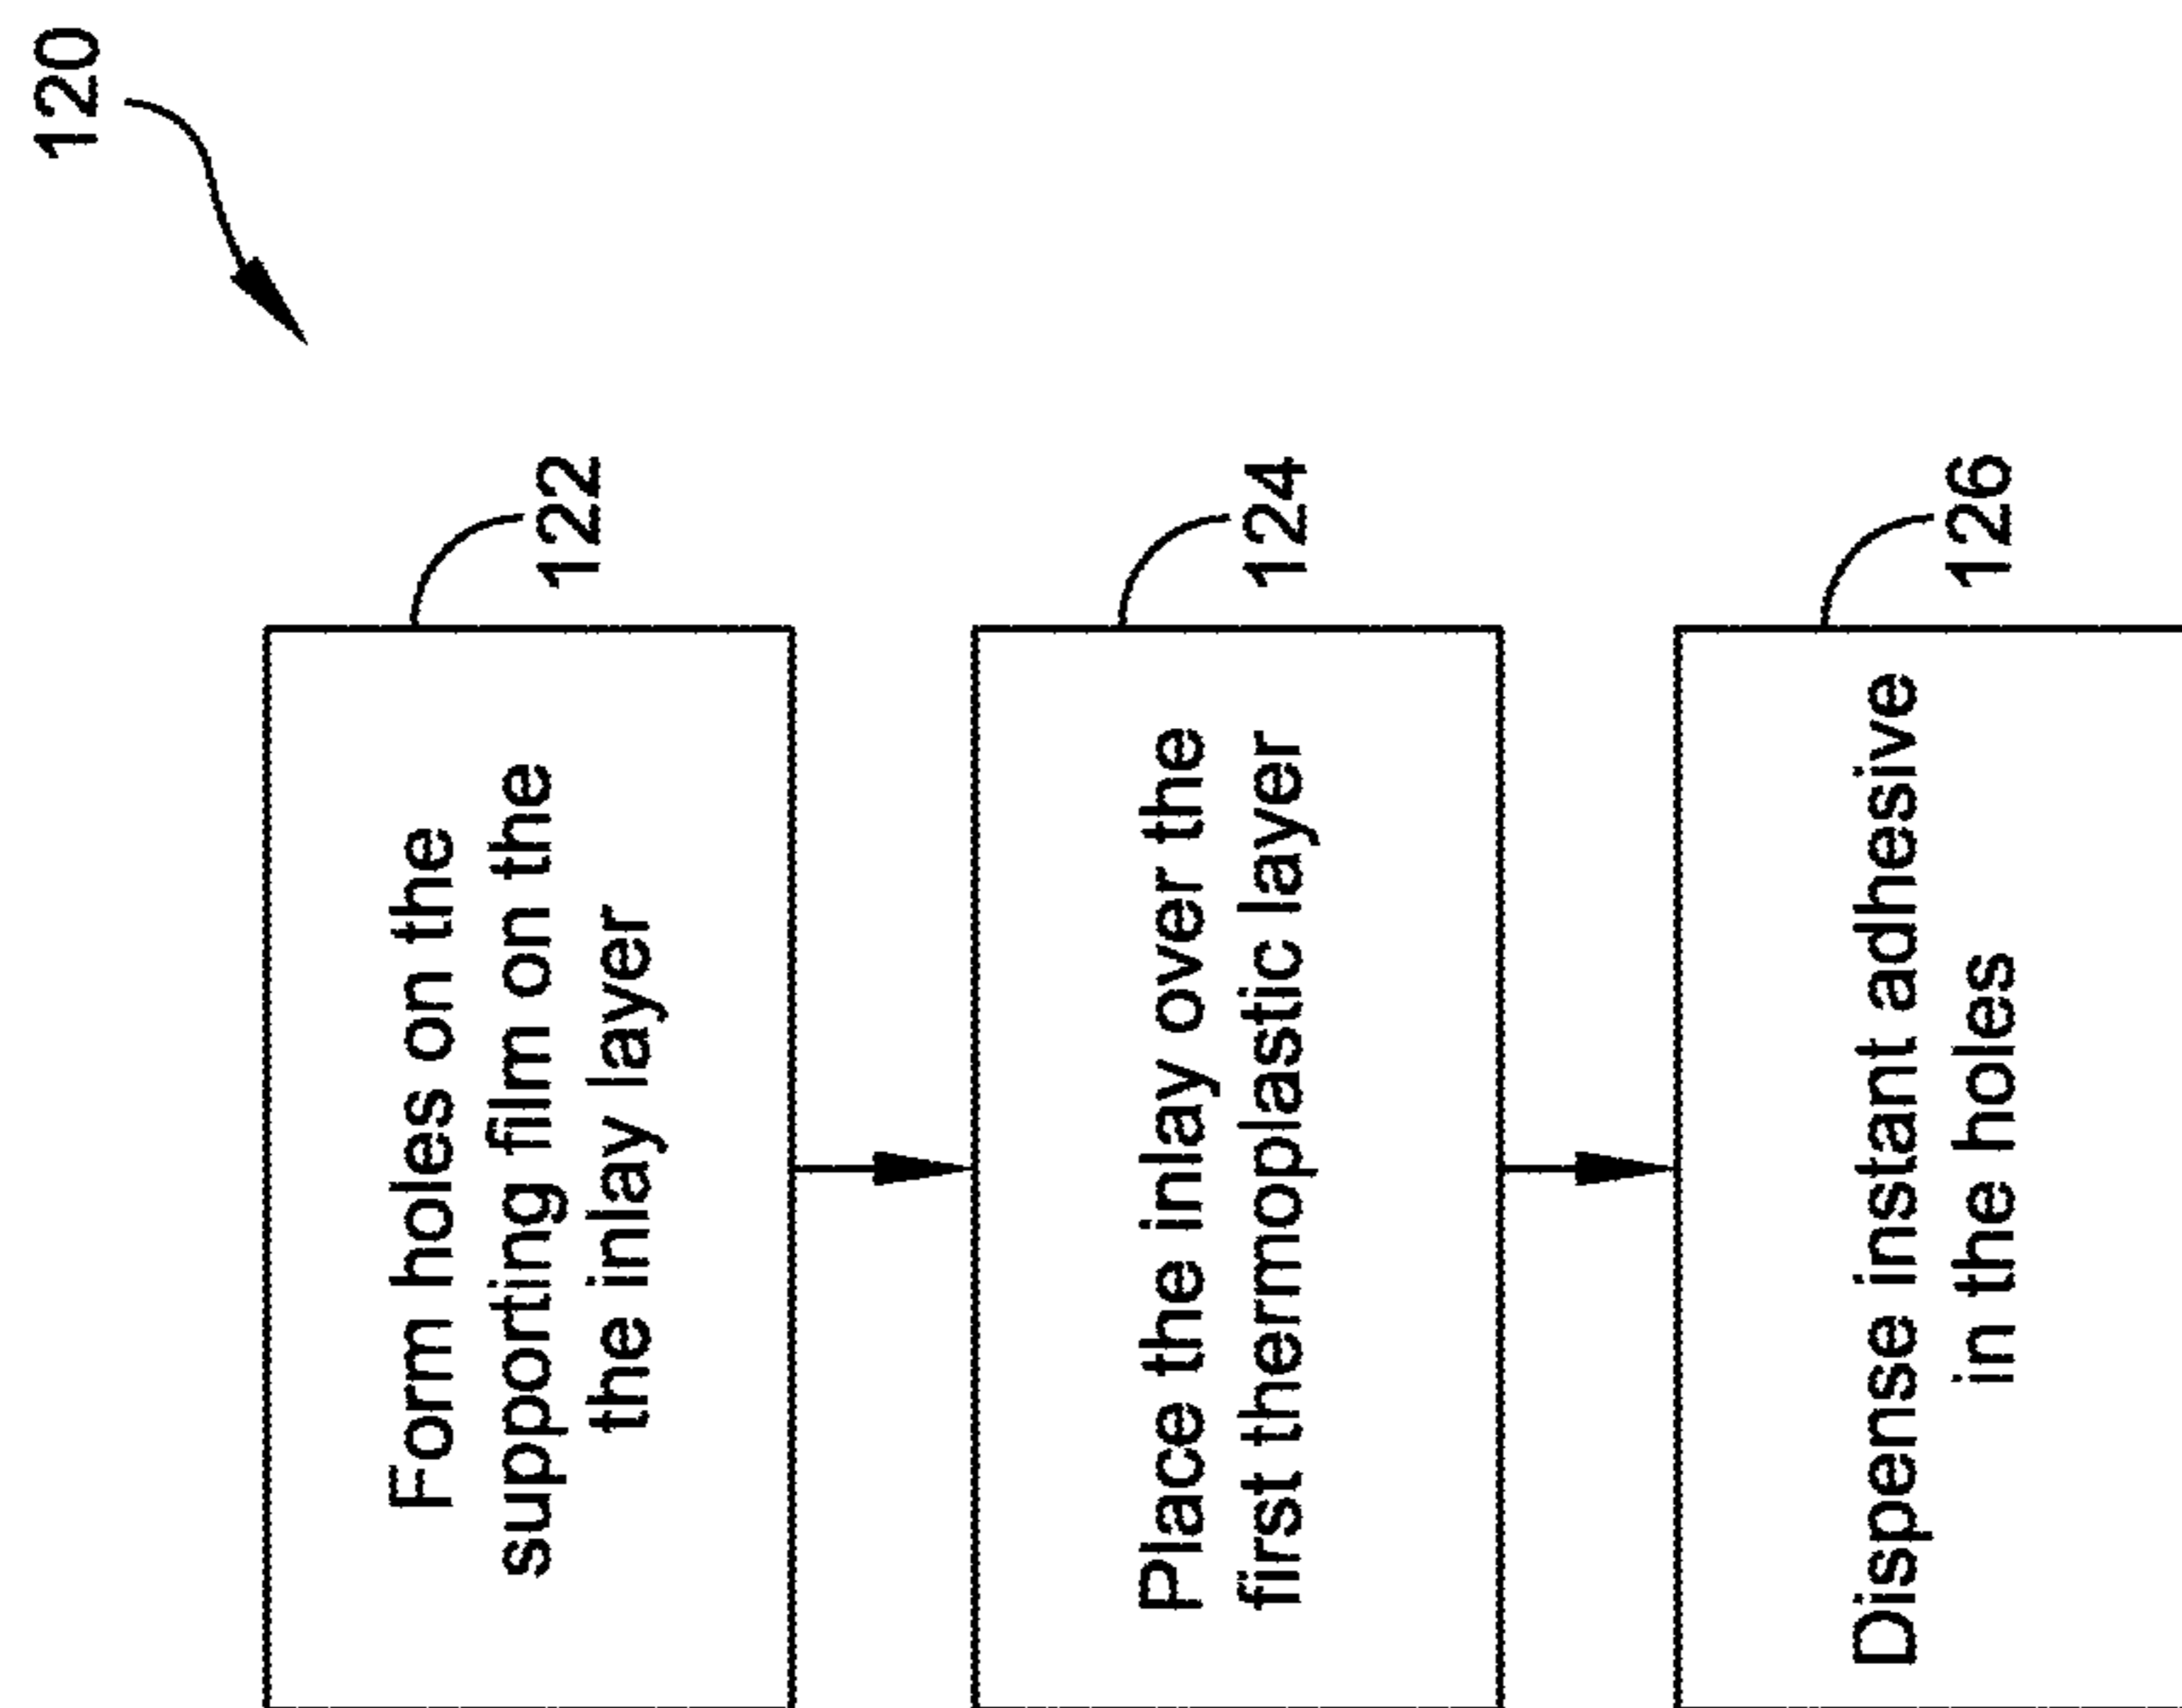 120
122
Form holes on the
supporting film on the
the inlay layer
124
Place the inlay over the
first thermoplastic layer
126
Dispense instant adhesive
in the holes